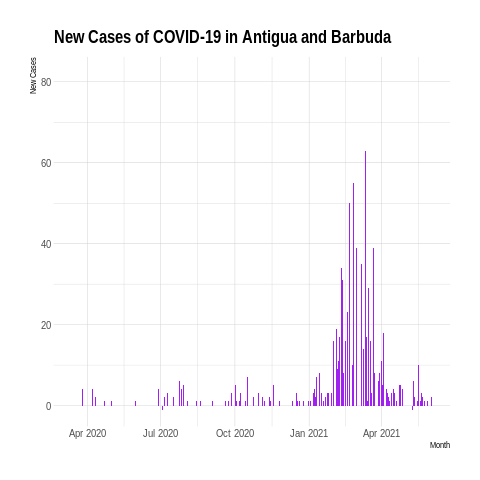 New Cases of COVID-19 in Antigua and Barbuda
New Cases
80
60
40
20
0
Apr 2020 Jul 2020 Oct 2020 Jan 2021 Apr 2021
Month